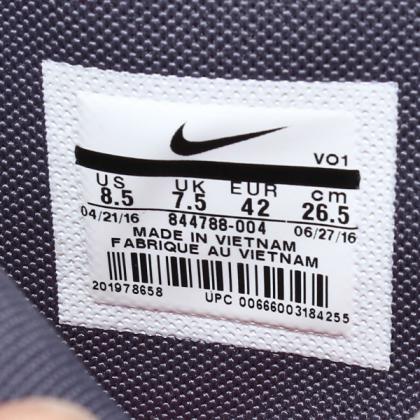 VO1
US UK EUR cm
8.5 7.5 42 26.5
04/21/16 844788-004 06/27/16
MADE IN VIETNAM
FABRIQUE AU VIETNAM
201978658 UPC 00666003184255